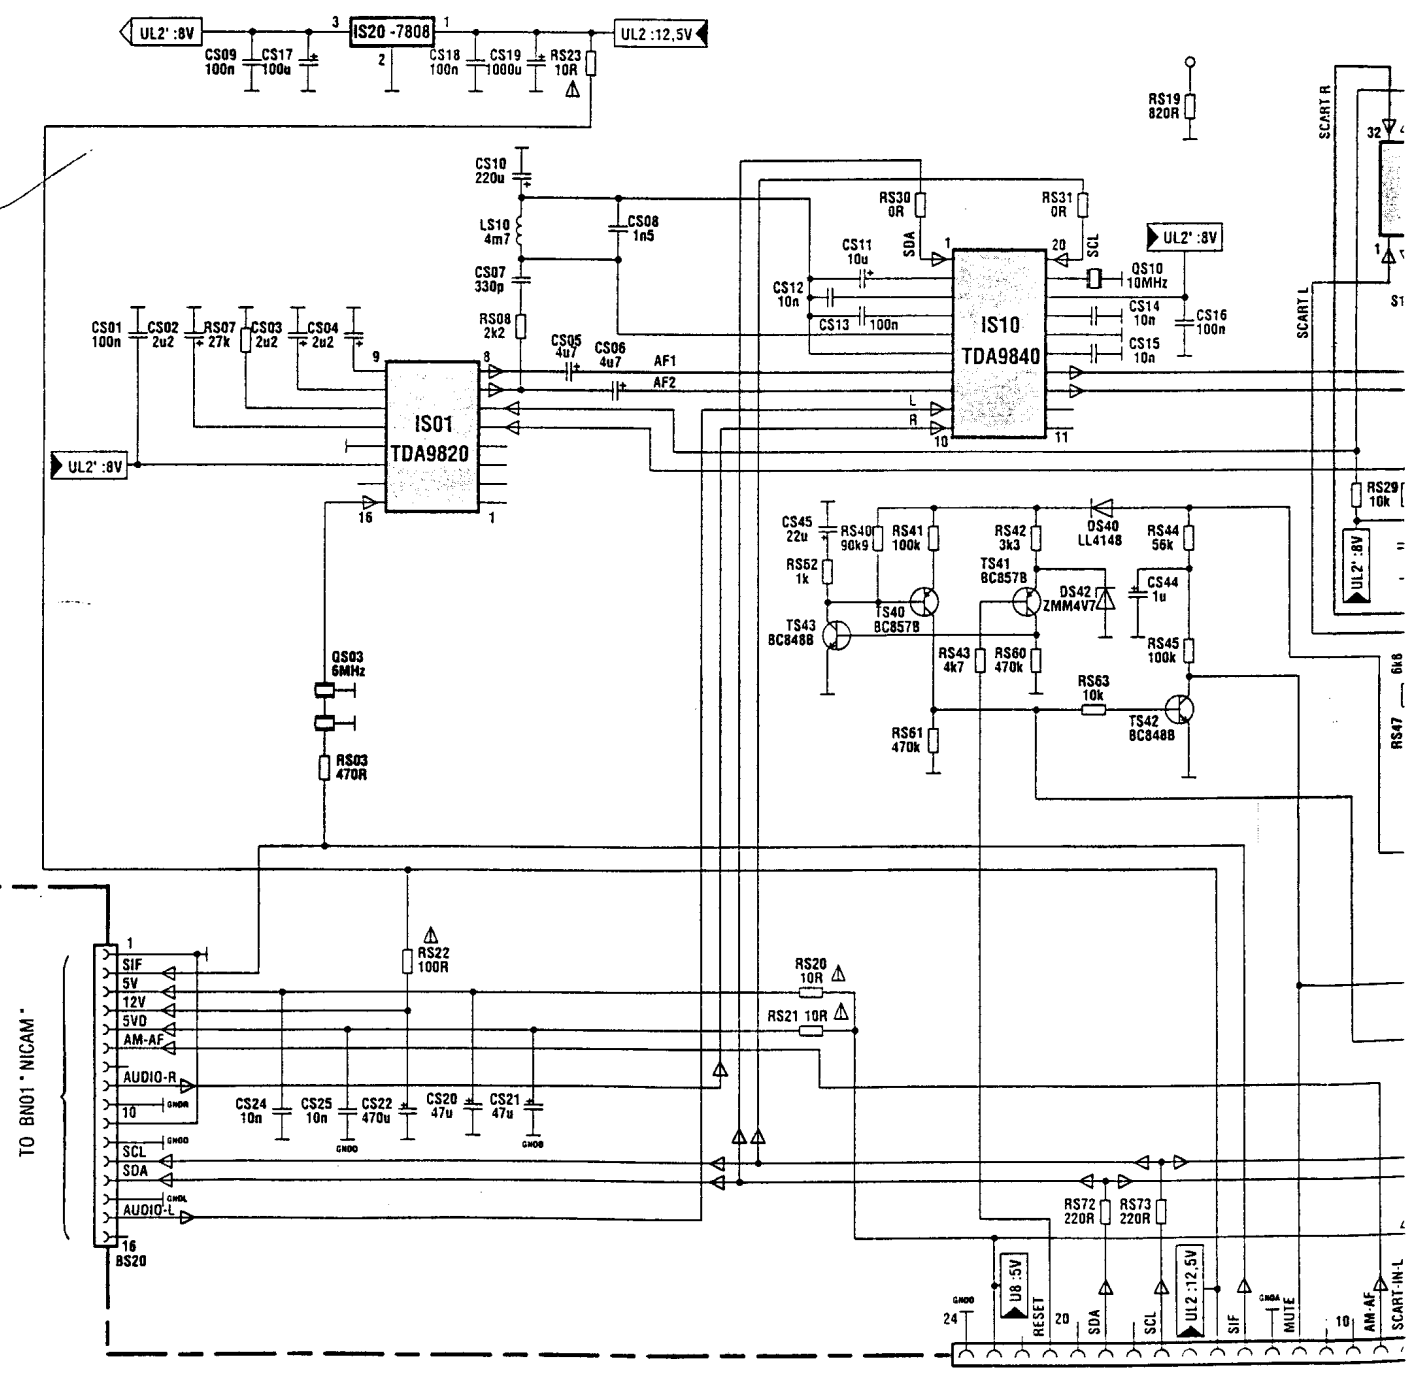 UL2' :8V
3
IS20 -7808
1
UL2 :12,5V
CS09
100n
CS17
100u
2
CS18
100n
CS19
1000u
RS23
10R
RS19
820R
SCART R
32
CS10
220u
LS10
4m7
CS08
1n5
CS07
330p
RS08
2k2
RS30
0R
RS31
0R
SDA
1
20
SCL
UL2' :8V
1
CS11
10u
CS12
10n
CS13
100n
IS10
TDA9840
QS10
10MHz
CS14
10n
CS16
100n
CS15
10n
SCART L
CS01
100n
CS02
2u2
RS07
27k
CS03
2u2
CS04
2u2
9
8
CS05
4u7
CS06
4u7
AF1
AF2
L
R
10
11
IS01
TDA9820
UL2' :8V
16
1
CS45
22u
RS40
90k9
RS41
100k
RS42
3k3
DS40
LL4148
RS44
56k
RS29
10k
RS62
1k
TS41
BC857B
DS42
ZMM4V7
CS44
1u
UL2' :8V
TS43
BC848B
TS40
BC857B
RS43
4k7
RS60
470k
RS45
100k
QS03
6MHz
RS63
10k
TS42
BC848B
RS61
470k
RS47
6k8
RS03
470R
TO BN01 "NICAM"
1
SIF
5V
12V
5VD
AM-AF
AUDIO-R
10
GNDR
GNDD
SCL
SDA
GNDL
AUDIO-L
16
BS20
RS22
100R
RS20
10R
RS21 10R
CS24
10n
CS25
10n
GNDD
CS22
470u
CS20
47u
CS21
47u
RS72
220R
RS73
220R
24
GNDD
U8 :5V
RESET
20
SDA
SCL
UL2 :12,5V
SIF
GNDA
MUTE
10
AM-AF
SCART-IN-L